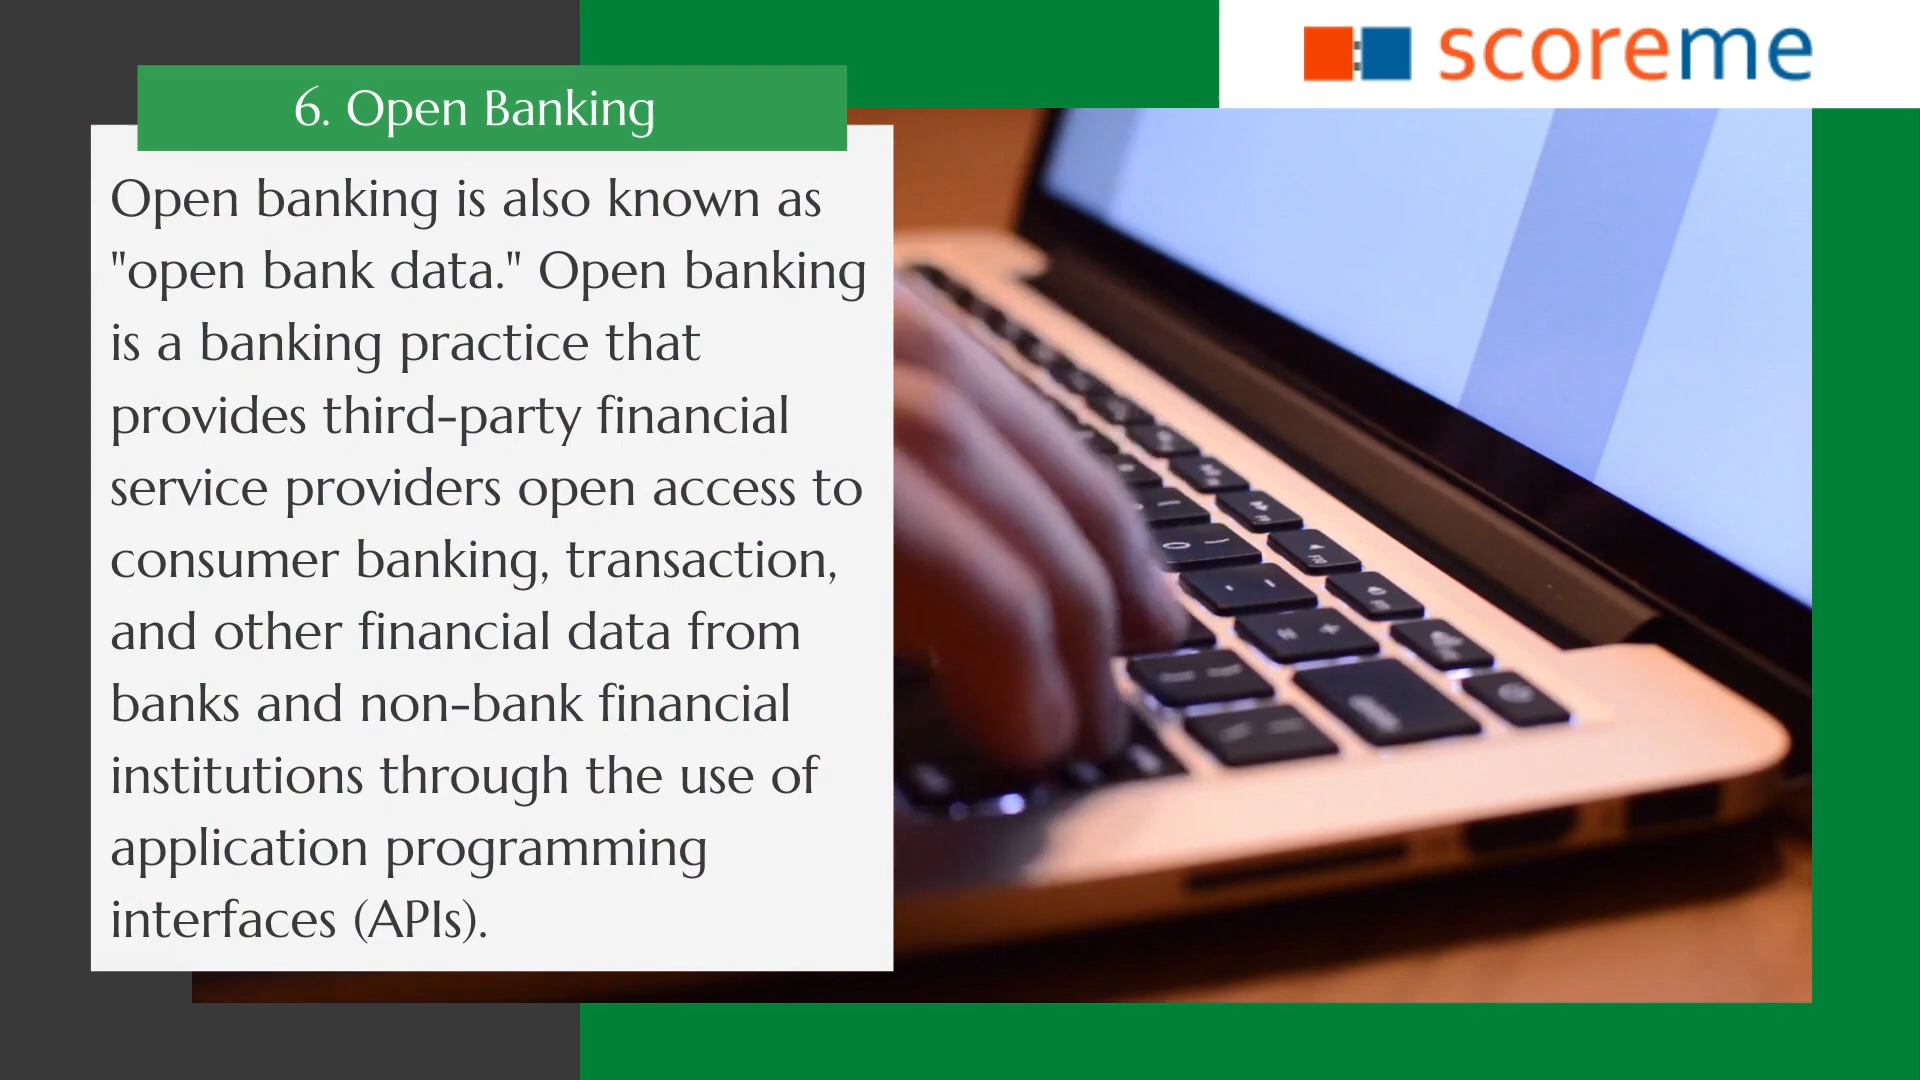 scoreme
6. Open Banking
Open banking is also known as
"open bank data." Open banking
is a banking practice that
provides third-party financial
service providers open access to
consumer banking, transaction,
and other financial data from
banks and non-bank financial
institutions through the use of
application programming
interfaces (APIs).